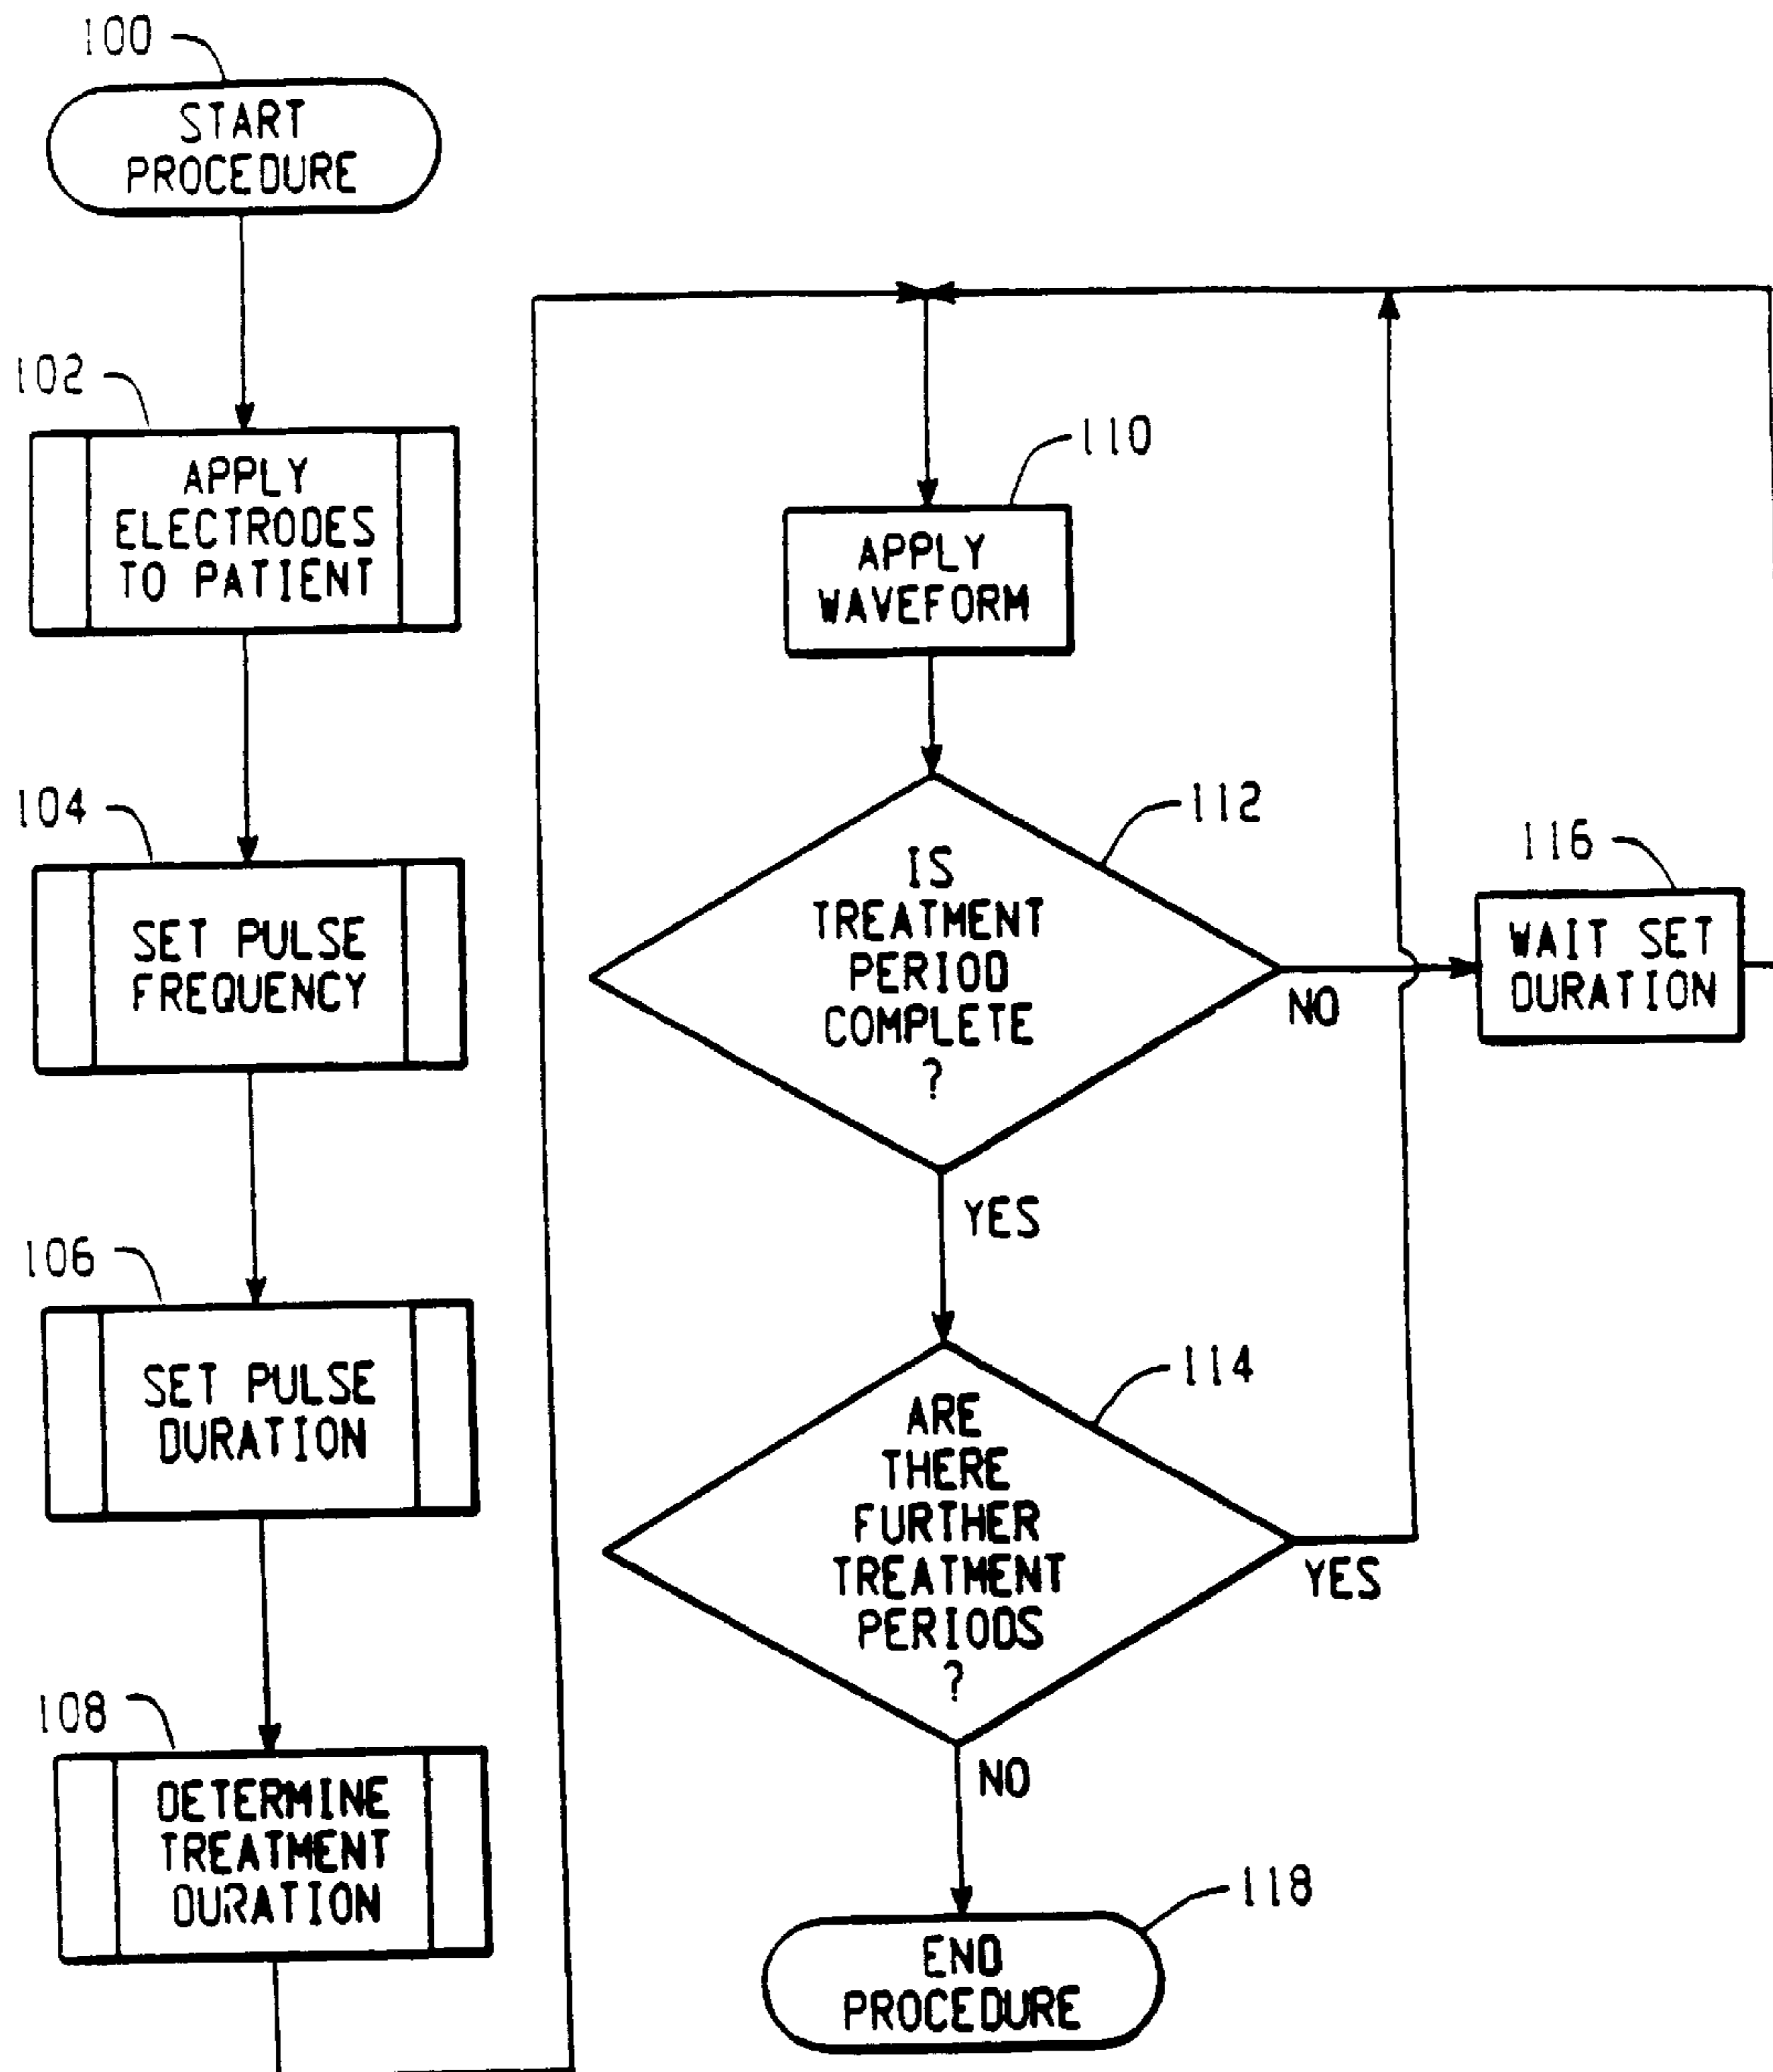 100
START
PROCEDURE
102
APPLY
ELECTRODES
TO PATIENT
104
SET PULSE
FREQUENCY
106
SET PULSE
DURATION
108
DETERMINE
TREATMENT
DURATION
110
APPLY
WAVEFORM
112
IS
TREATMENT
PERIOD
COMPLETE
?
NO
116
WAIT SET
DURATION
YES
114
ARE
THERE
FURTHER
TREATMENT
PERIODS
?
YES
NO
118
END
PROCEDURE